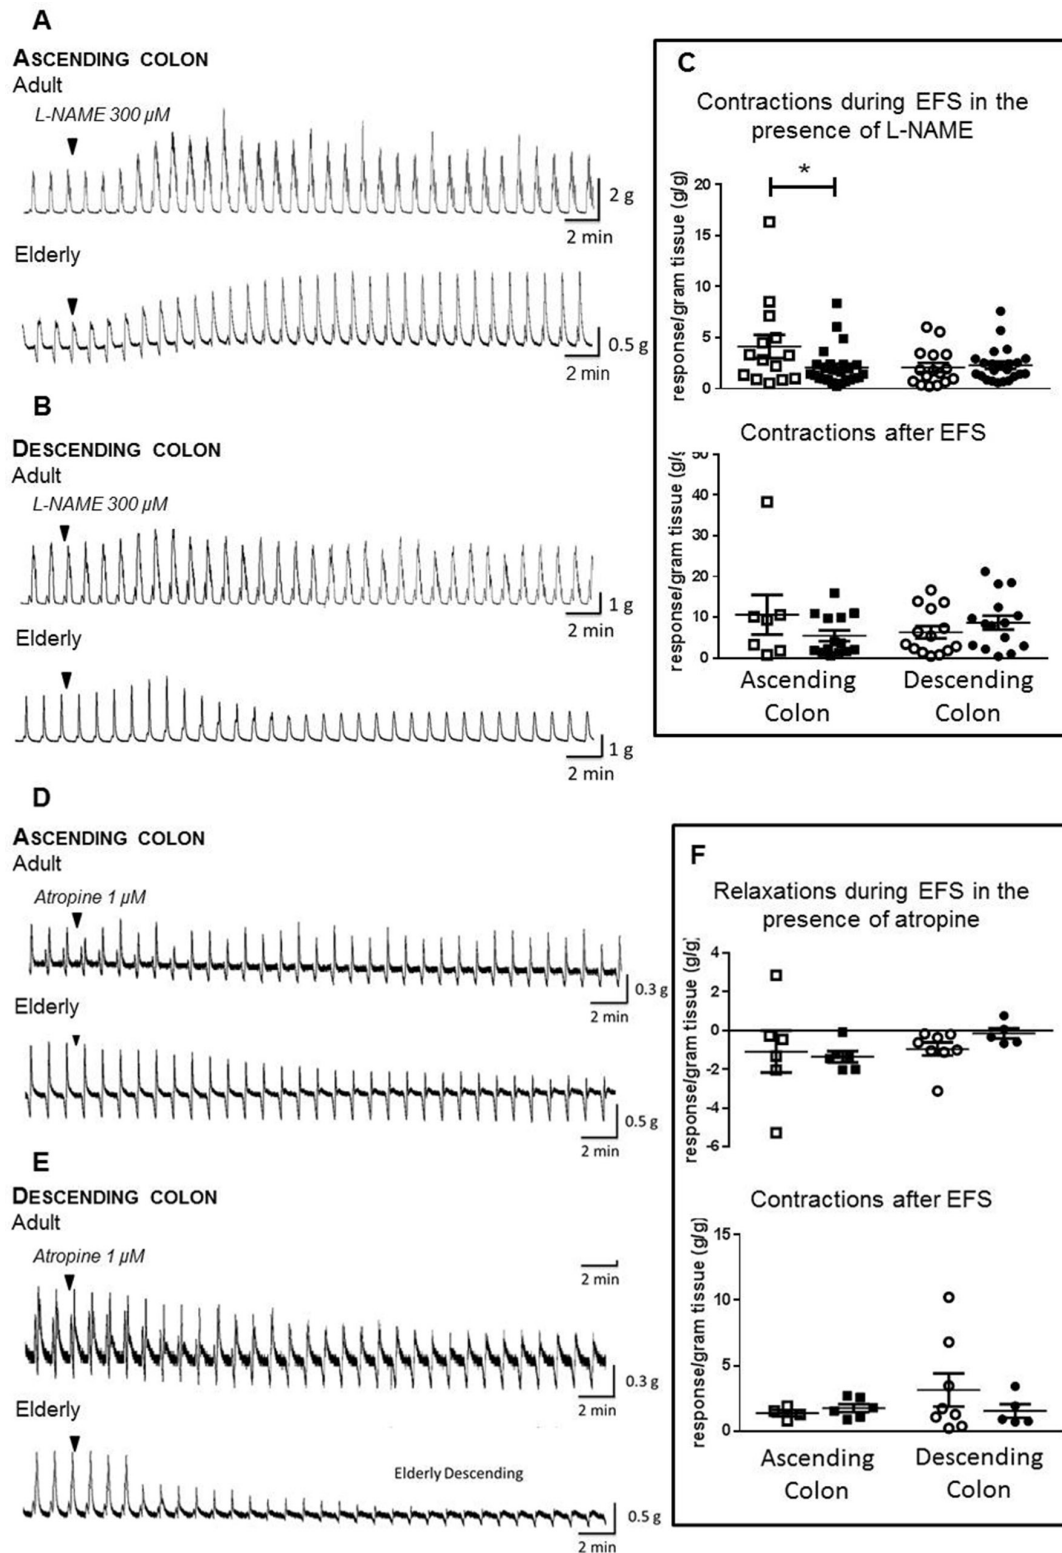 A
ASCENDING COLON
Adult
L-NAME 300 µM
2 g
2 min
Elderly
0.5 g
2 min
B
DESCENDING COLON
Adult
L-NAME 300 µM
1 g
2 min
Elderly
1 g
2 min
C
Contractions during EFS in the
presence of L-NAME
*
response/gram tissue (g/g)
20
15
10
5
0
Contractions after EFS
response/gram tissue (g/g
50
40
30
20
10
0
Ascending
Colon
Descending
Colon
D
ASCENDING COLON
Adult
Atropine 1 µM
0.3 g
2 min
Elderly
0.5 g
2 min
E
DESCENDING COLON
Adult
Atropine 1 µM
2 min
0.3 g
2 min
Elderly
Elderly Descending
0.5 g
2 min
F
Relaxations during EFS in the
presence of atropine
response/gram tissue (g/g)
4
2
0
-2
-4
-6
Contractions after EFS
response/gram tissue (g/g)
15
10
5
0
Ascending
Colon
Descending
Colon